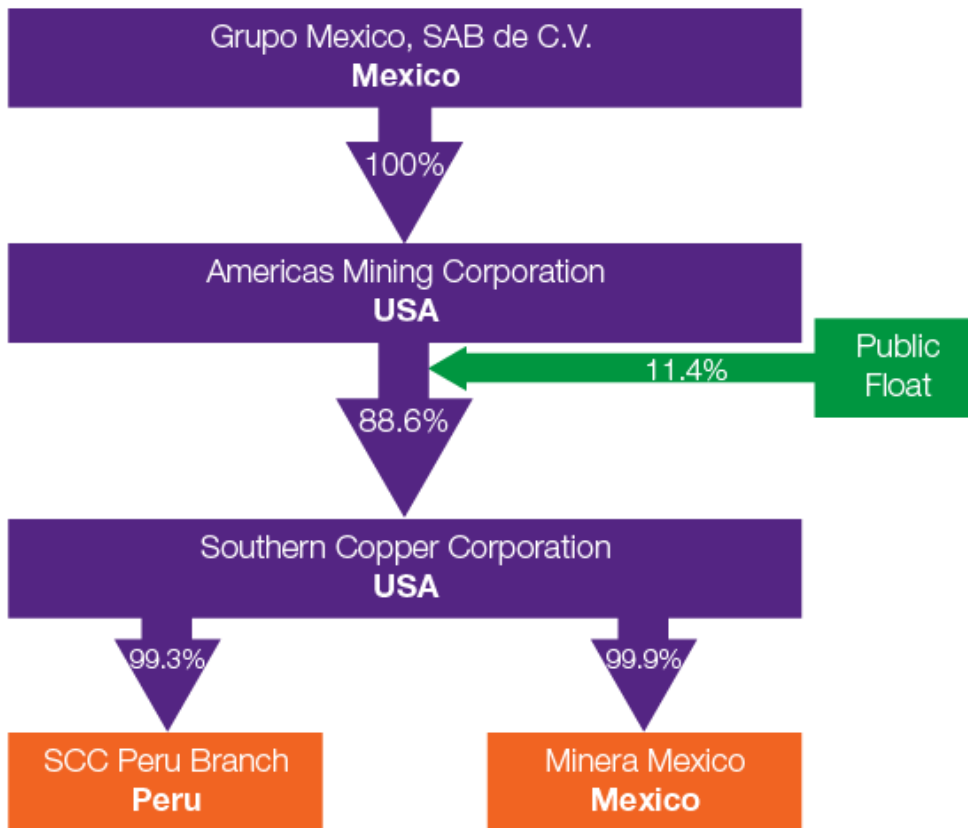 Grupo Mexico, SAB de C.V.
Mexico
100%
Americas Mining Corporation
USA
Public
Float
11.4%
88.6%
Southern Copper Corporation
USA
99.3%
99.9%
SCC Peru Branch
Peru
Minera Mexico
Mexico